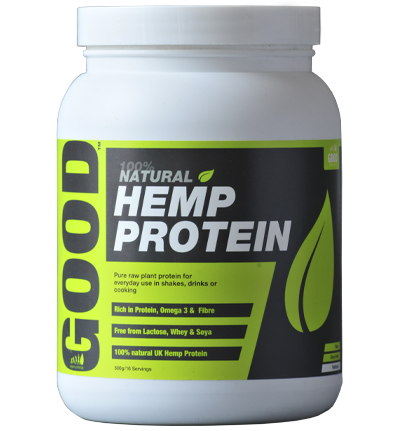 GOOD™
100%
NATURAL
HEMP
PROTEIN
Pure raw plant protein for
everyday use in shakes, drinks or
cooking
Rich in Protein, Omega 3 & Fibre
Free from Lactose, Whey & Soya
100% natural UK Hemp Protein
500g/16 Servings